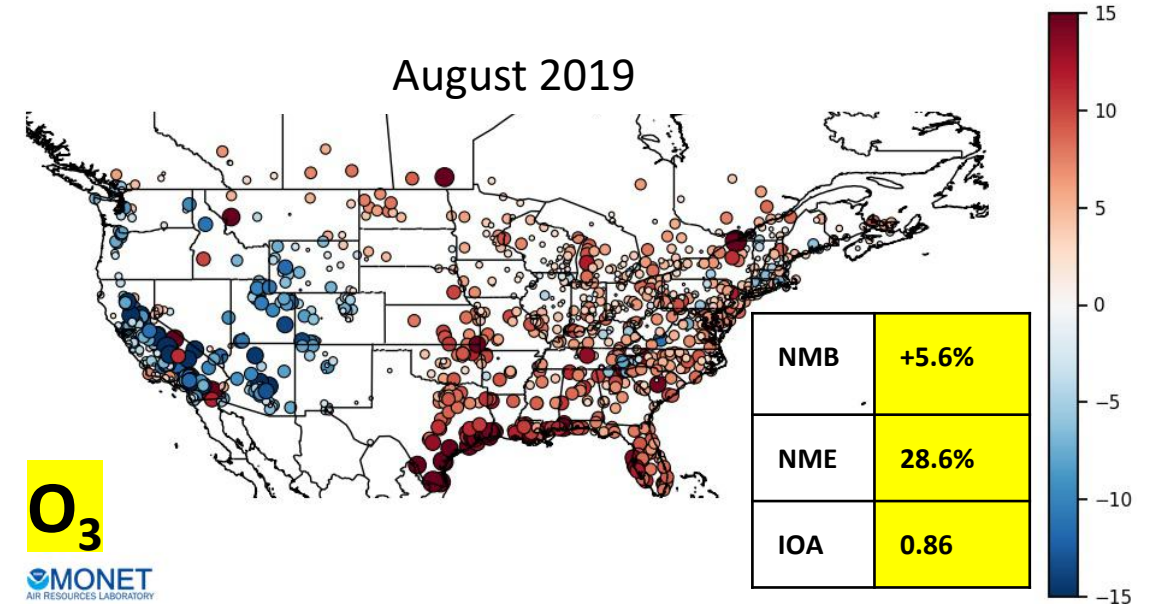 August 2019
15
10
5
0
−5
−10
−15
NMB +5.6%
NME 28.6%
IOA 0.86
O₃
MONET
AIR RESOURCES LABORATORY